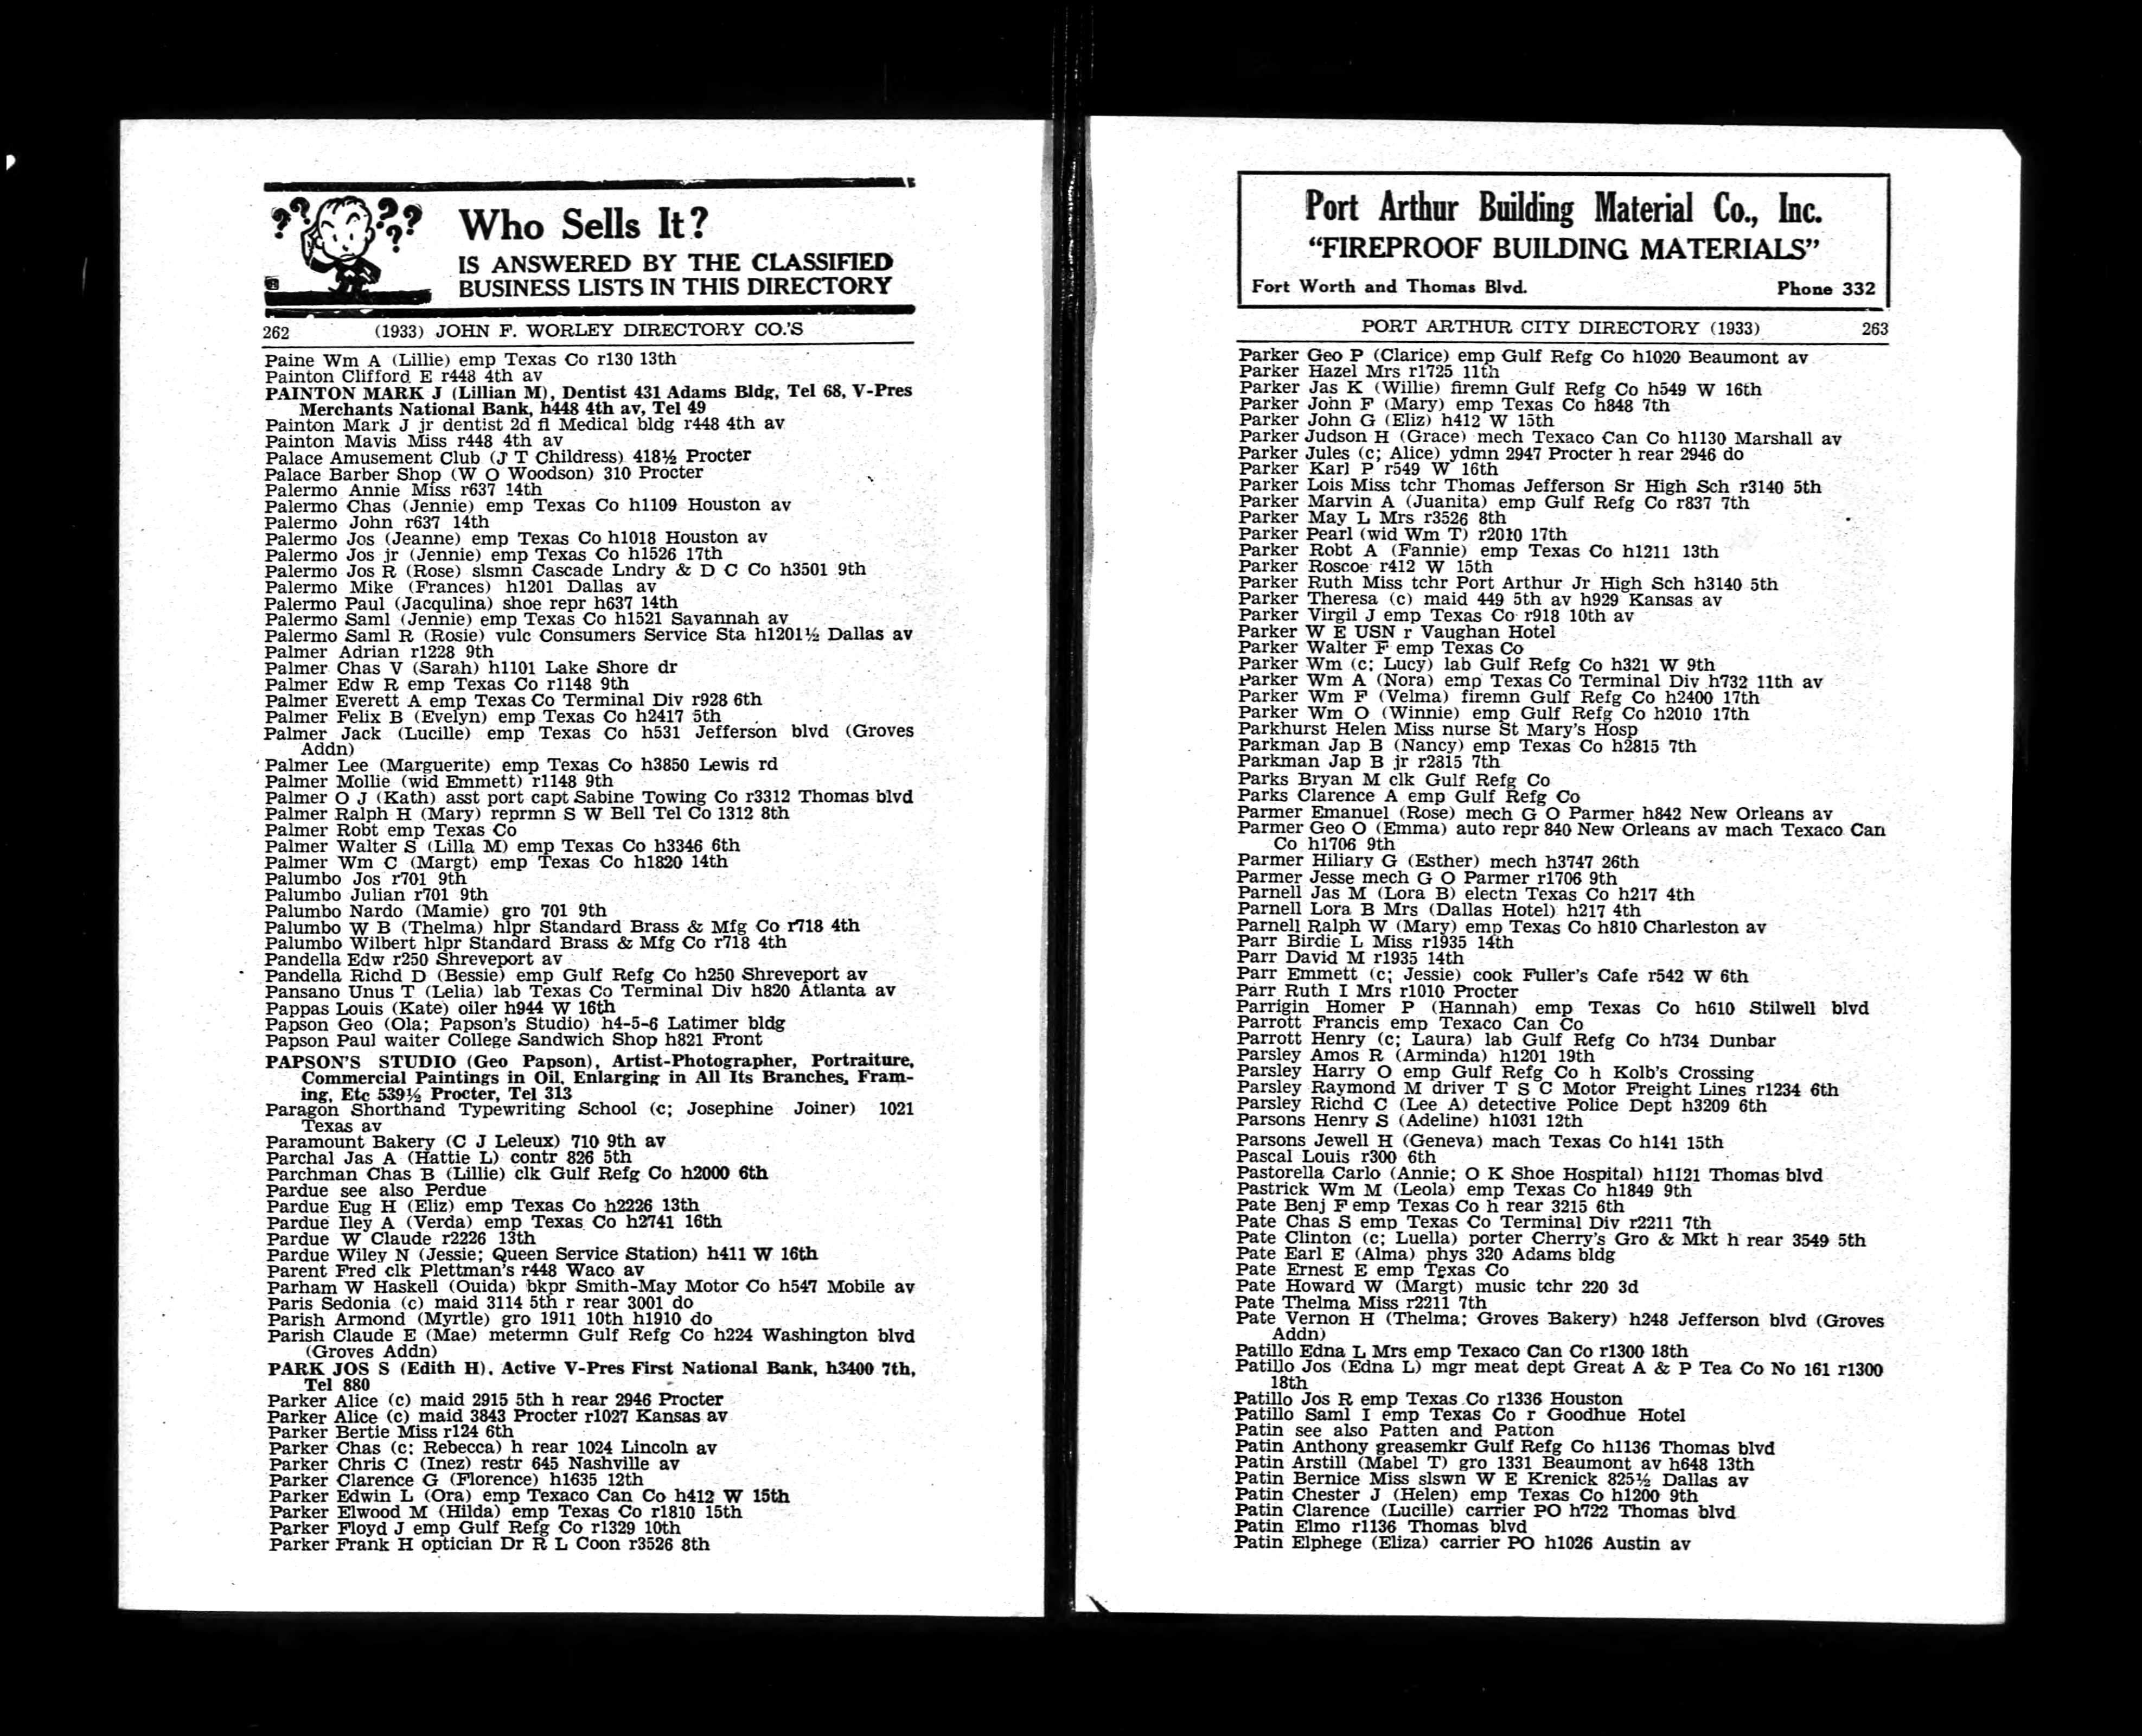 ?? ???
Who Sells It?
IS ANSWERED BY THE CLASSIFIED
BUSINESS LISTS IN THIS DIRECTORY
262 (1933) JOHN F. WORLEY DIRECTORY CO.'S
Paine Wm A (Lillie) emp Texas Co r130 13th
Painton Clifford E r448 4th av
PAINTON MARK J (Lillian M), Dentist 431 Adams Bldg, Tel 68, V-Pres
Merchants National Bank, h448 4th av, Tel 49
Painton Mark J jr dentist 2d fl Medical bldg r448 4th av
Painton Mavis Miss r448 4th av
Palace Amusement Club (J T Childress) 418½ Procter
Palace Barber Shop (W O Woodson) 310 Procter
Palermo Annie Miss r637 14th
Palermo Chas (Jennie) emp Texas Co h1109 Houston av
Palermo John r637 14th
Palermo Jos (Jeanne) emp Texas Co h1018 Houston av
Palermo Jos jr (Jennie) emp Texas Co h1526 17th
Palermo Jos R (Rose) slsmn Cascade Lndry & D C Co h3501 9th
Palermo Mike (Frances) h1201 Dallas av
Palermo Paul (Jacqulina) shoe repr h637 14th
Palermo Saml (Jennie) emp Texas Co h1521 Savannah av
Palermo Saml R (Rosie) vulc Consumers Service Sta h1201½ Dallas av
Palmer Adrian r1228 9th
Palmer Chas V (Sarah) h1101 Lake Shore dr
Palmer Edw R emp Texas Co r1148 9th
Palmer Everett A emp Texas Co Terminal Div r928 6th
Palmer Felix B (Evelyn) emp Texas Co h2417 5th
Palmer Jack (Lucille) emp Texas Co h531 Jefferson blvd (Groves
Addn)
Palmer Lee (Marguerite) emp Texas Co h3850 Lewis rd
Palmer Mollie (wid Emmett) r1148 9th
Palmer O J (Kath) asst port capt Sabine Towing Co r3312 Thomas blvd
Palmer Ralph H (Mary) reprmn S W Bell Tel Co 1312 8th
Palmer Robt emp Texas Co
Palmer Walter S (Lilla M) emp Texas Co h3346 6th
Palmer Wm C (Margt) emp Texas Co h1820 14th
Palumbo Jos r701 9th
Palumbo Julian r701 9th
Palumbo Nardo (Mamie) gro 701 9th
Palumbo W B (Thelma) hlpr Standard Brass & Mfg Co r718 4th
Palumbo Wilbert hlpr Standard Brass & Mfg Co r718 4th
Pandella Edw r250 Shreveport av
Pandella Richd D (Bessie) emp Gulf Refg Co h250 Shreveport av
Pansano Unus T (Lelia) lab Texas Co Terminal Div h820 Atlanta av
Pappas Louis (Kate) oiler h944 W 16th
Papson Geo (Ola; Papson's Studio) h4-5-6 Latimer bldg
Papson Paul waiter College Sandwich Shop h821 Front
PAPSON'S STUDIO (Geo Papson), Artist-Photographer, Portraiture,
Commercial Paintings in Oil, Enlarging in All Its Branches, Fram-
ing, Etc 539½ Procter, Tel 313
Paragon Shorthand Typewriting School (c; Josephine Joiner) 1021
Texas av
Paramount Bakery (C J Leleux) 710 9th av
Parchal Jas A (Hattie L) contr 826 5th
Parchman Chas B (Lillie) clk Gulf Refg Co h2000 6th
Pardue see also Perdue
Pardue Eug H (Eliz) emp Texas Co h2226 13th
Pardue Iley A (Verda) emp Texas Co h2741 16th
Pardue W Claude r2226 13th
Pardue Wiley N (Jessie; Queen Service Station) h411 W 16th
Parent Fred clk Plettman's r448 Waco av
Parham W Haskell (Ouida) bkpr Smith-May Motor Co h547 Mobile av
Paris Sedonia (c) maid 3114 5th r rear 3001 do
Parish Armond (Myrtle) gro 1911 10th h1910 do
Parish Claude E (Mae) metermn Gulf Refg Co h224 Washington blvd
(Groves Addn)
PARK JOS S (Edith H), Active V-Pres First National Bank, h3400 7th,
Tel 880
Parker Alice (c) maid 2915 5th h rear 2946 Procter
Parker Alice (c) maid 3843 Procter r1027 Kansas av
Parker Bertie Miss r124 6th
Parker Chas (c; Rebecca) h rear 1024 Lincoln av
Parker Chris C (Inez) restr 645 Nashville av
Parker Clarence G (Florence) h1635 12th
Parker Edwin L (Ora) emp Texaco Can Co h412 W 15th
Parker Elwood M (Hilda) emp Texas Co r1810 15th
Parker Floyd J emp Gulf Refg Co r1329 10th
Parker Frank H optician Dr R L Coon r3526 8th
Port Arthur Building Material Co., Inc.
"FIREPROOF BUILDING MATERIALS"
Fort Worth and Thomas Blvd. Phone 332
PORT ARTHUR CITY DIRECTORY (1933) 263
Parker Geo P (Clarice) emp Gulf Refg Co h1020 Beaumont av
Parker Hazel Mrs r1725 11th
Parker Jas K (Willie) firemn Gulf Refg Co h549 W 16th
Parker John F (Mary) emp Texas Co h848 7th
Parker John G (Eliz) h412 W 15th
Parker Judson H (Grace) mech Texaco Can Co h1130 Marshall av
Parker Jules (c; Alice) ydmn 2947 Procter h rear 2946 do
Parker Karl P r549 W 16th
Parker Lois Miss tchr Thomas Jefferson Sr High Sch r3140 5th
Parker Marvin A (Juanita) emp Gulf Refg Co r837 7th
Parker May L Mrs r3526 8th
Parker Pearl (wid Wm T) r2010 17th
Parker Robt A (Fannie) emp Texas Co h1211 13th
Parker Roscoe r412 W 15th
Parker Ruth Miss tchr Port Arthur Jr High Sch h3140 5th
Parker Theresa (c) maid 449 5th av h929 Kansas av
Parker Virgil J emp Texas Co r918 10th av
Parker W E USN r Vaughan Hotel
Parker Walter F emp Texas Co
Parker Wm (c; Lucy) lab Gulf Refg Co h321 W 9th
Parker Wm A (Nora) emp Texas Co Terminal Div h732 11th av
Parker Wm F (Velma) firemn Gulf Refg Co h2400 17th
Parker Wm O (Winnie) emp Gulf Refg Co h2010 17th
Parkhurst Helen Miss nurse St Mary's Hosp
Parkman Jap B (Nancy) emp Texas Co h2815 7th
Parkman Jap B jr r2815 7th
Parks Bryan M clk Gulf Refg Co
Parks Clarence A emp Gulf Refg Co
Parmer Emanuel (Rose) mech G O Parmer h842 New Orleans av
Parmer Geo O (Emma) auto repr 840 New Orleans av mach Texaco Can
Co h1706 9th
Parmer Hiliary G (Esther) mech h3747 26th
Parmer Jesse mech G O Parmer r1706 9th
Parnell Jas M (Lora B) electn Texas Co h217 4th
Parnell Lora B Mrs (Dallas Hotel) h217 4th
Parnell Ralph W (Mary) emp Texas Co h810 Charleston av
Parr Birdie L Miss r1935 14th
Parr David M r1935 14th
Parr Emmett (c; Jessie) cook Fuller's Cafe r542 W 6th
Parr Ruth I Mrs r1010 Procter
Parrigin Homer P (Hannah) emp Texas Co h610 Stilwell blvd
Parrott Francis emp Texaco Can Co
Parrott Henry (c; Laura) lab Gulf Refg Co h734 Dunbar
Parsley Amos R (Arminda) h1201 19th
Parsley Harry O emp Gulf Refg Co h Kolb's Crossing
Parsley Raymond M driver T S C Motor Freight Lines r1234 6th
Parsley Richd C (Lee A) detective Police Dept h3209 6th
Parsons Henry S (Adeline) h1031 12th
Parsons Jewell H (Geneva) mach Texas Co h141 15th
Pascal Louis r300 6th
Pastorella Carlo (Annie; O K Shoe Hospital) h1121 Thomas blvd
Pastrick Wm M (Leola) emp Texas Co h1849 9th
Pate Benj F emp Texas Co h rear 3215 6th
Pate Chas S emp Texas Co Terminal Div r2211 7th
Pate Clinton (c; Luella) porter Cherry's Gro & Mkt h rear 3549 5th
Pate Earl E (Alma) phys 320 Adams bldg
Pate Ernest E emp Texas Co
Pate Howard W (Margt) music tchr 220 3d
Pate Thelma Miss r2211 7th
Pate Vernon H (Thelma; Groves Bakery) h248 Jefferson blvd (Groves
Addn)
Patillo Edna L Mrs emp Texaco Can Co r1300 18th
Patillo Jos (Edna L) mgr meat dept Great A & P Tea Co No 161 r1300
18th
Patillo Jos R emp Texas Co r1336 Houston
Patillo Saml I emp Texas Co r Goodhue Hotel
Patin see also Patten and Patton
Patin Anthony greasemkr Gulf Refg Co h1136 Thomas blvd
Patin Arstill (Mabel T) gro 1331 Beaumont av h648 13th
Patin Bernice Miss slswn W E Krenick 825½ Dallas av
Patin Chester J (Helen) emp Texas Co h1200 9th
Patin Clarence (Lucille) carrier PO h722 Thomas blvd
Patin Elmo r1136 Thomas blvd
Patin Elphege (Eliza) carrier PO h1026 Austin av